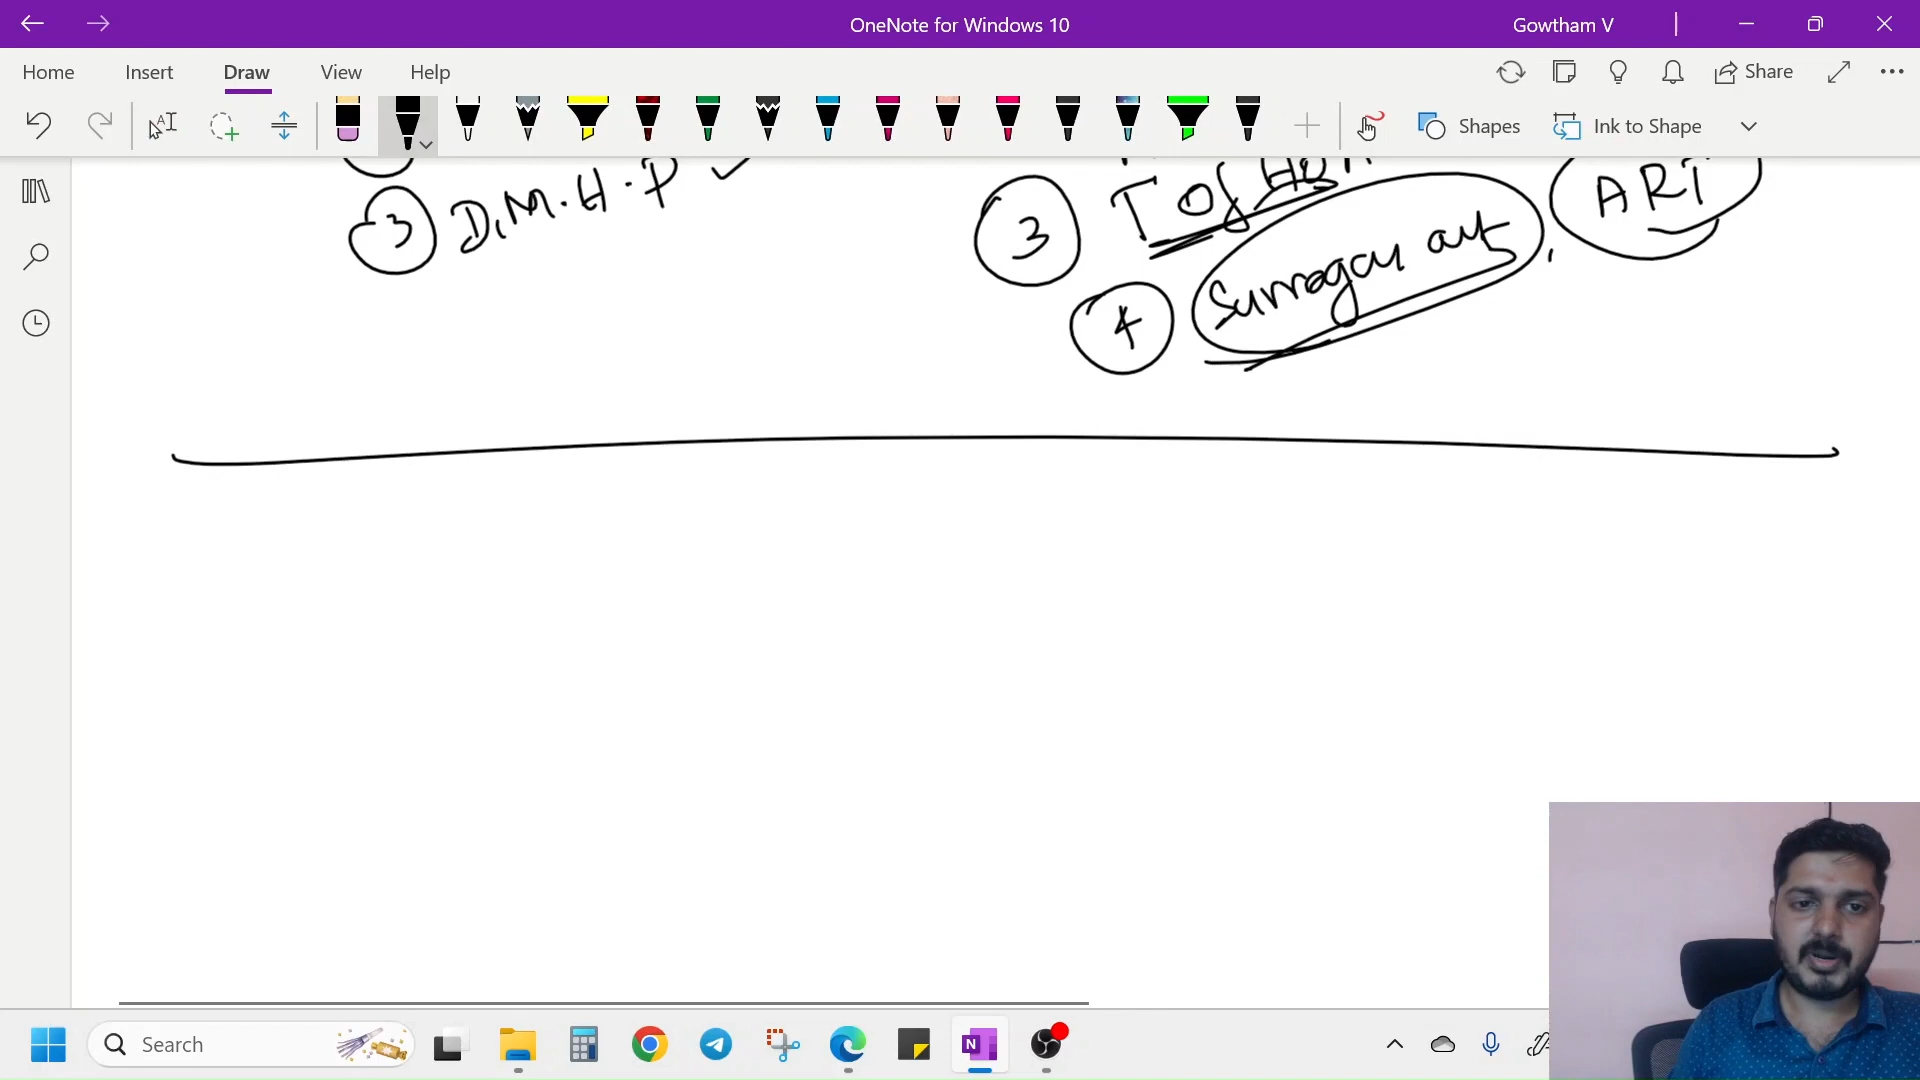 OneNote for Windows 10
Gowtham V
Home Insert Draw View Help
Share
Shapes
Ink to Shape
3 D.M.H.P
3 T of
ART
4 Surrogacy act,
Search